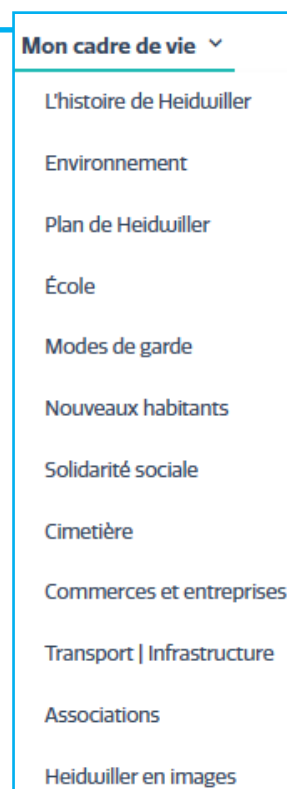 Mon cadre de vie
L'histoire de Heidwiller
Environnement
Plan de Heidwiller
École
Modes de garde
Nouveaux habitants
Solidarité sociale
Cimetière
Commerces et entreprises
Transport | Infrastructure
Associations
Heidwiller en images